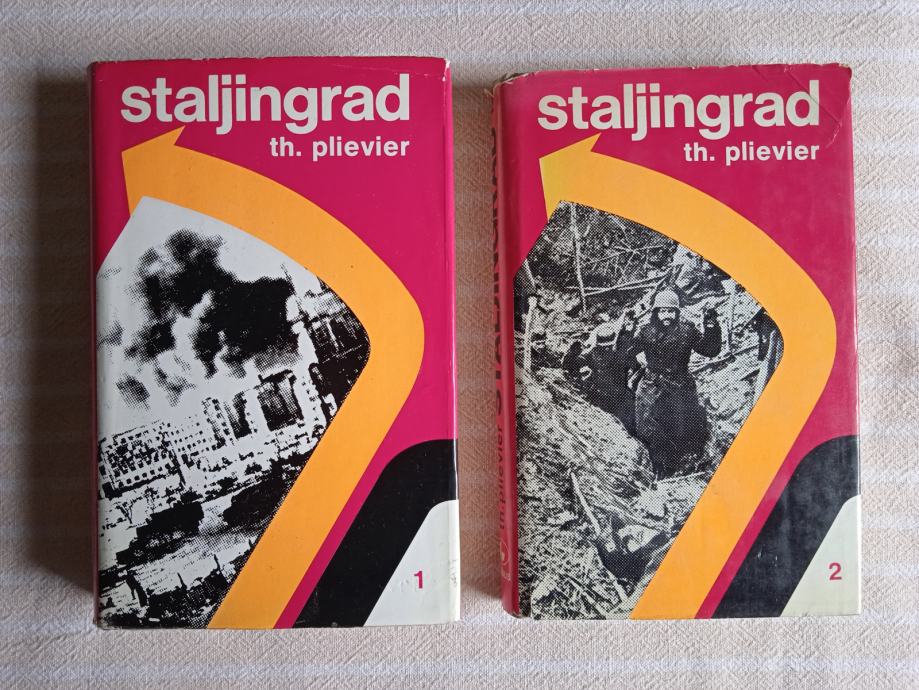 staljingrad
th. plievier
1
staljingrad
th. plievier
2
th. plievier STALJINGRAD